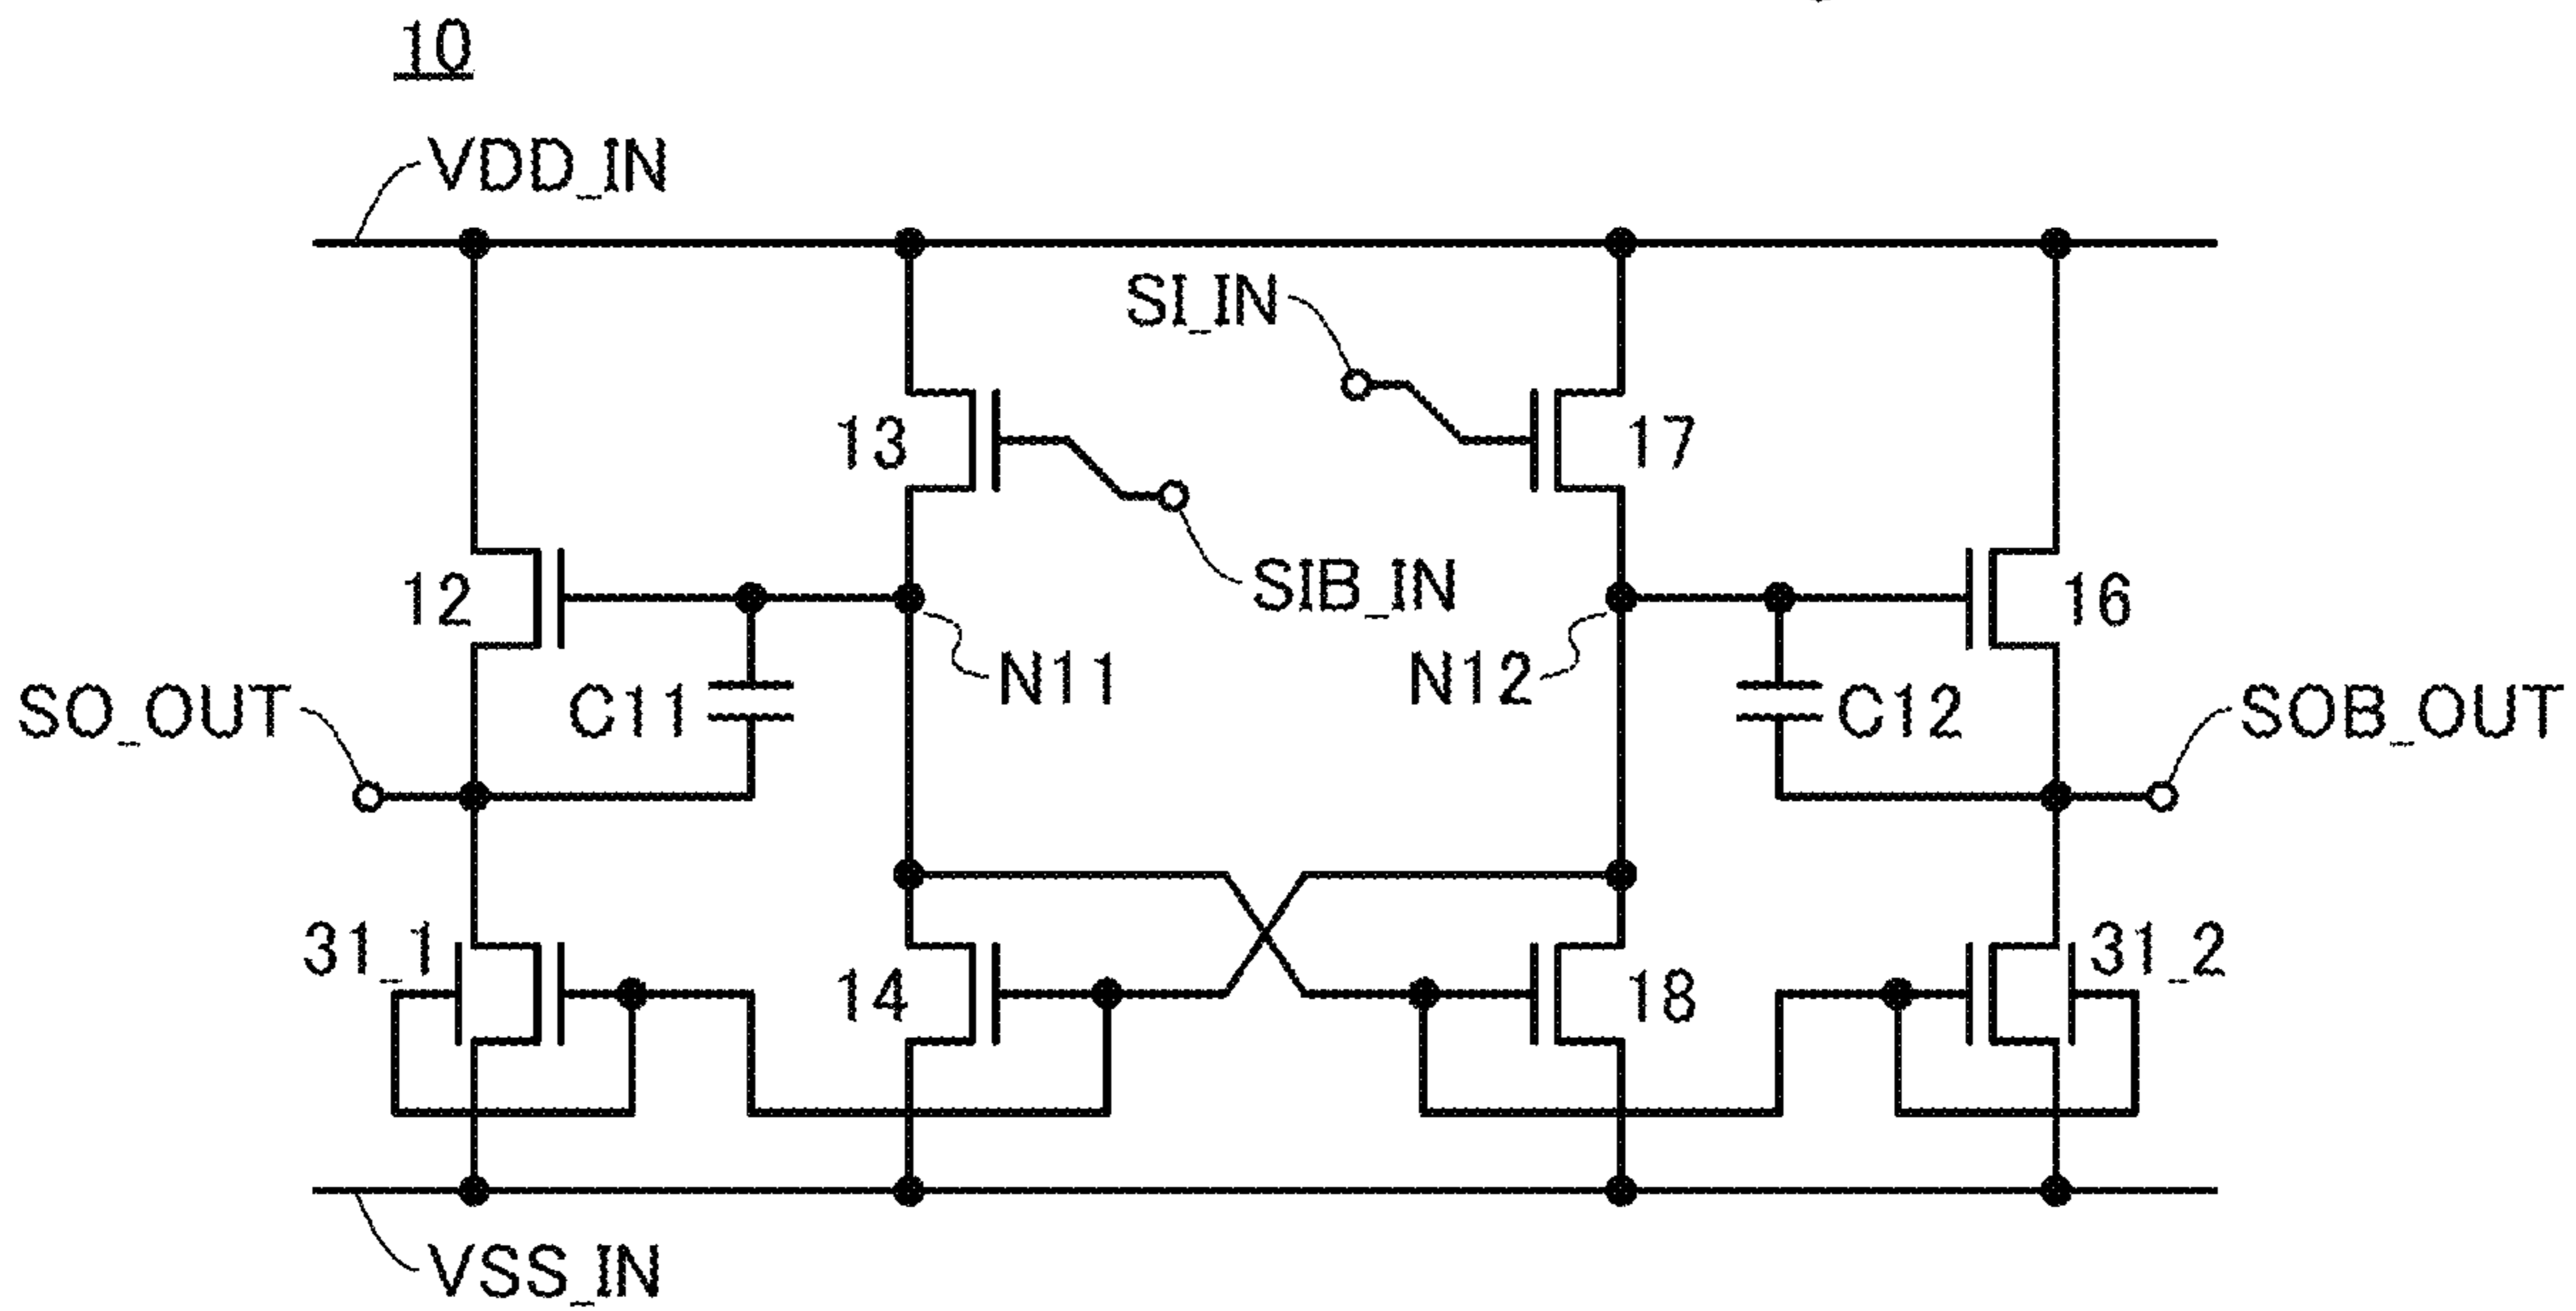 10
VDD_IN
SI_IN
13
17
SIB_IN
12
16
N11
N12
SO_OUT
C11
C12
SOB_OUT
31_1
14
18
31_2
VSS_IN